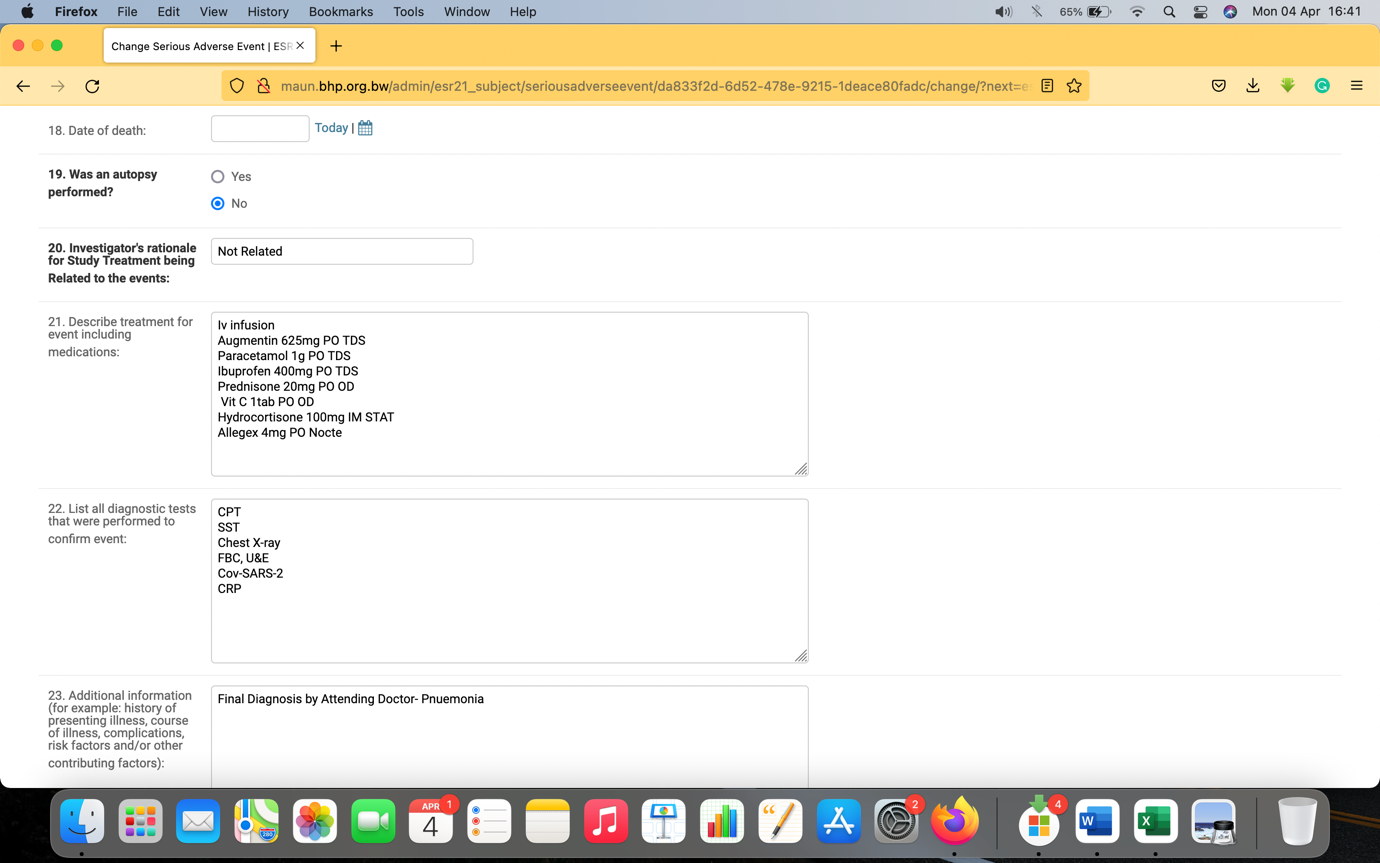 Firefox File Edit View History Bookmarks Tools Window Help 65% Mon 04 Apr 16:41
Change Serious Adverse Event | ESR
maun.bhp.org.bw/admin/esr21_subject/seriousadverseevent/da833f2d-6d52-478e-9215-1deace80fadc/change/?next=es
18. Date of death:
Today |
19. Was an autopsy
performed?
Yes
No
20. Investigator's rationale
for Study Treatment being
Related to the events:
Not Related
21. Describe treatment for
event including
medications:
Iv infusion
Augmentin 625mg PO TDS
Paracetamol 1g PO TDS
Ibuprofen 400mg PO TDS
Prednisone 20mg PO OD
Vit C 1tab PO OD
Hydrocortisone 100mg IM STAT
Allegex 4mg PO Nocte
22. List all diagnostic tests
that were performed to
confirm event:
CPT
SST
Chest X-ray
FBC, U&E
Cov-SARS-2
CRP
23. Additional information
(for example: history of
presenting illness, course
of illness, complications,
risk factors and/or other
contributing factors):
Final Diagnosis by Attending Doctor- Pnuemonia
280
APR 1
4
2
4
W
X